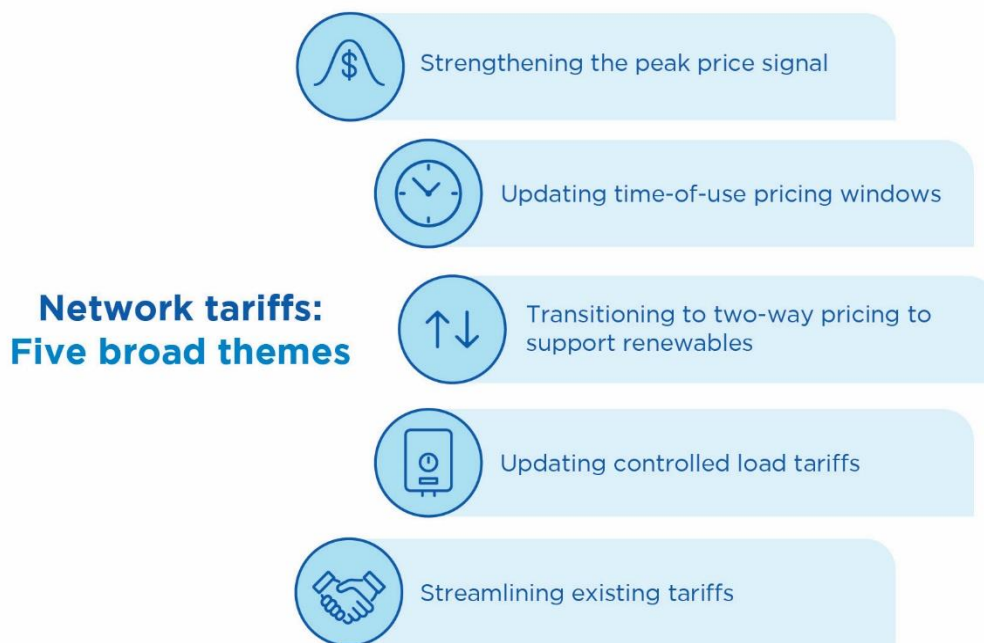 Network tariffs:
Five broad themes
Strengthening the peak price signal
Updating time-of-use pricing windows
Transitioning to two-way pricing to
support renewables
Updating controlled load tariffs
Streamlining existing tariffs
$